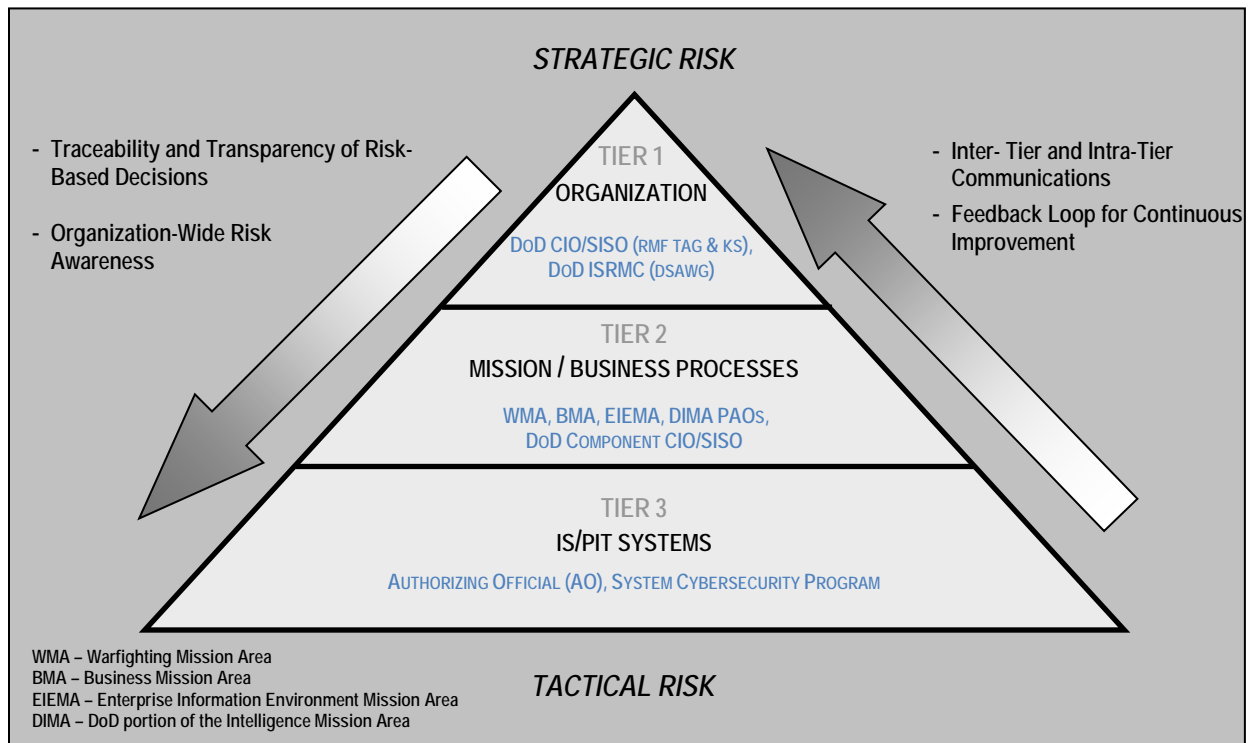 STRATEGIC RISK
- Traceability and Transparency of Risk-
Based Decisions
- Organization-Wide Risk
Awareness
- Inter- Tier and Intra-Tier
Communications
- Feedback Loop for Continuous
Improvement
TIER 1
ORGANIZATION
DOD CIO/SISO (RMF TAG & KS),
DOD ISRMC (DSAWG)
TIER 2
MISSION / BUSINESS PROCESSES
WMA, BMA, EIEMA, DIMA PAOS,
DOD COMPONENT CIO/SISO
TIER 3
IS/PIT SYSTEMS
AUTHORIZING OFFICIAL (AO), SYSTEM CYBERSECURITY PROGRAM
WMA – Warfighting Mission Area
BMA – Business Mission Area
EIEMA – Enterprise Information Environment Mission Area
DIMA – DoD portion of the Intelligence Mission Area
TACTICAL RISK